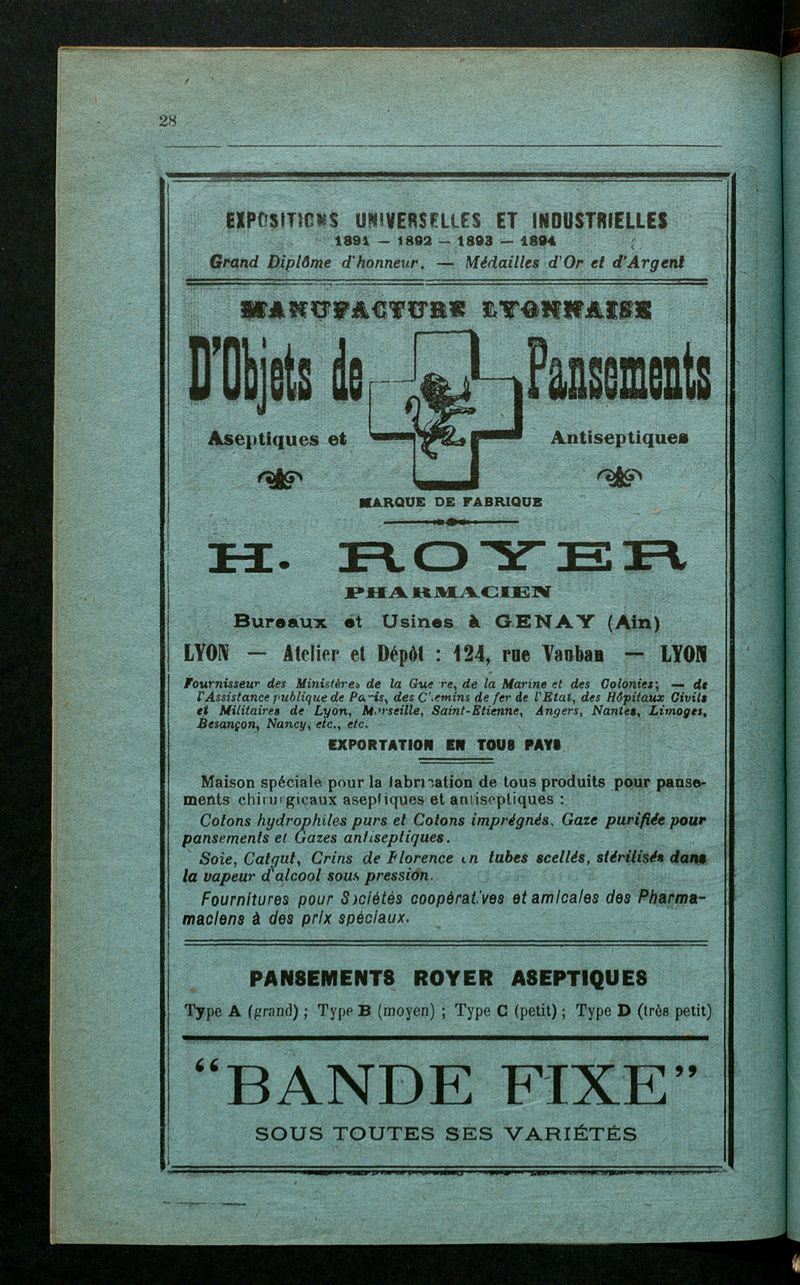 28
EXPOSITIONS UNIVERSELLES ET INDUSTRIELLES
1891 — 1892 — 1893 — 1894
Grand Diplôme d'honneur. — Médailles d'Or et d'Argent
MANUFACTURE LYONNAISE
D'Objets de Pansements
Aseptiques et Antiseptiques
MARQUE DE FABRIQUE
H. ROYER
PHARMACIEN
Bureaux et Usines à GENAY (Ain)
LYON — Atelier et Dépôt : 124, rue Vauban — LYON
Fournisseur des Ministères de la Guerre, de la Marine et des Colonies; — de
l'Assistance publique de Paris, des Chemins de fer de l'Etat, des Hôpitaux Civils
et Militaires de Lyon, Marseille, Saint-Etienne, Angers, Nantes, Limoges,
Besançon, Nancy, etc., etc.
EXPORTATION EN TOUS PAYS
Maison spéciale pour la fabrication de tous produits pour panse-
ments chirurgicaux aseptiques et antiseptiques :
Cotons hydrophiles purs et Cotons imprégnés. Gaze purifiée pour
pansements et Gazes antiseptiques.
Soie, Catgut, Crins de Florence en tubes scellés, stérilisés dans
la vapeur d'alcool sous pression.
Fournitures pour Sociétés coopératives et amicales des Pharma-
maciens à des prix spéciaux.
PANSEMENTS ROYER ASEPTIQUES
Type A (grand) ; Type B (moyen) ; Type C (petit) ; Type D (très petit)
“BANDE FIXE”
SOUS TOUTES SES VARIÉTÉS